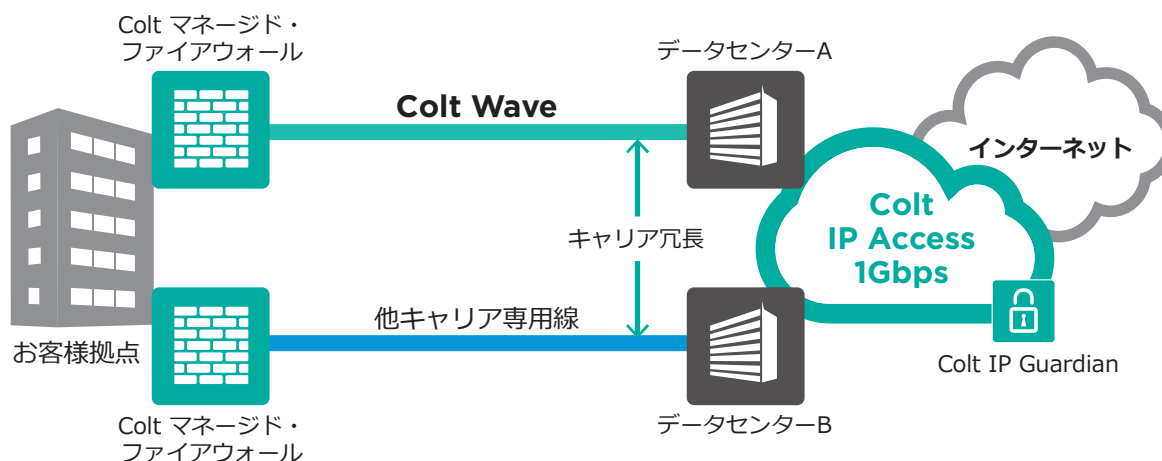 Colt マネージド・
ファイアウォール
データセンターA
Colt Wave
インターネット
Colt
IP Access
1Gbps
キャリア冗長
他キャリア専用線
お客様拠点
Colt IP Guardian
Colt マネージド・
ファイアウォール
データセンターB